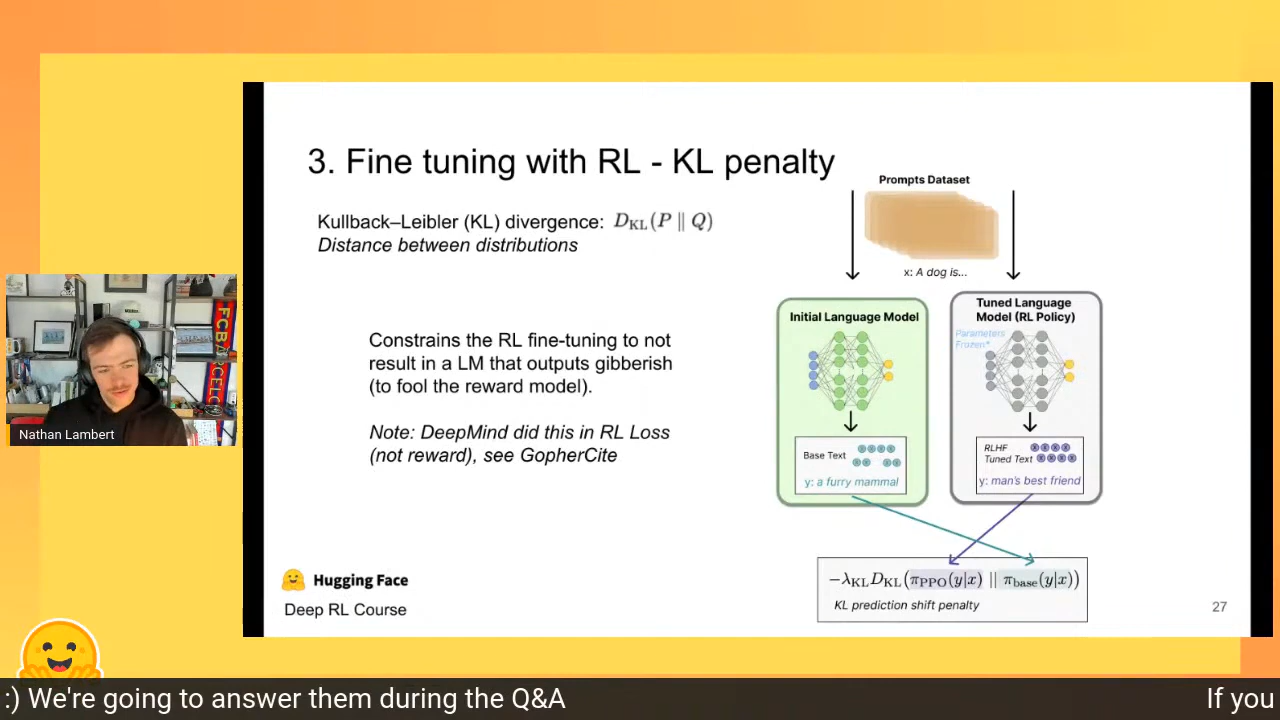 3. Fine tuning with RL - KL penalty
Kullback–Leibler (KL) divergence: D_KL(P ∥ Q)
Distance between distributions
Constrains the RL fine-tuning to not
result in a LM that outputs gibberish
(to fool the reward model).
Note: DeepMind did this in RL Loss
(not reward), see GopherCite
Prompts Dataset
x: A dog is...
Initial Language Model
Tuned Language
Model (RL Policy)
Parameters
Frozen*
Base Text
y: a furry mammal
RLHF
Tuned Text
y: man's best friend
−λ_KL D_KL(π_PPO(y|x) || π_base(y|x))
KL prediction shift penalty
Hugging Face
Deep RL Course
27
Nathan Lambert
:) We're going to answer them during the Q&A
If you